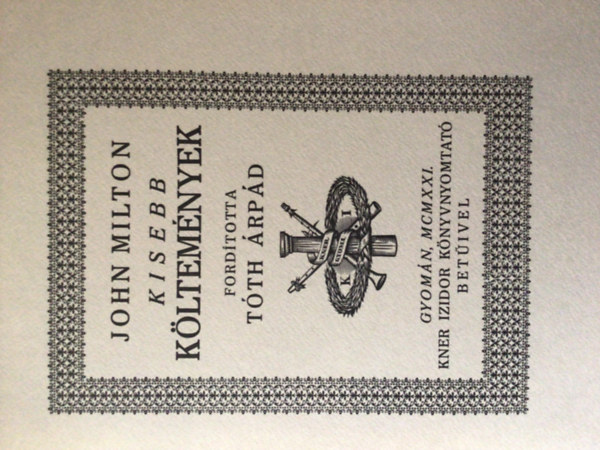 JOHN MILTON
KISEBB
KÖLTEMÉNYEK
FORDÍTOTTA
TÓTH ÁRPÁD
K. I
GYOMÁN, MCMXXI.
KNER IZIDOR KÖNYVNYOMTATÓ
BETŰIVEL